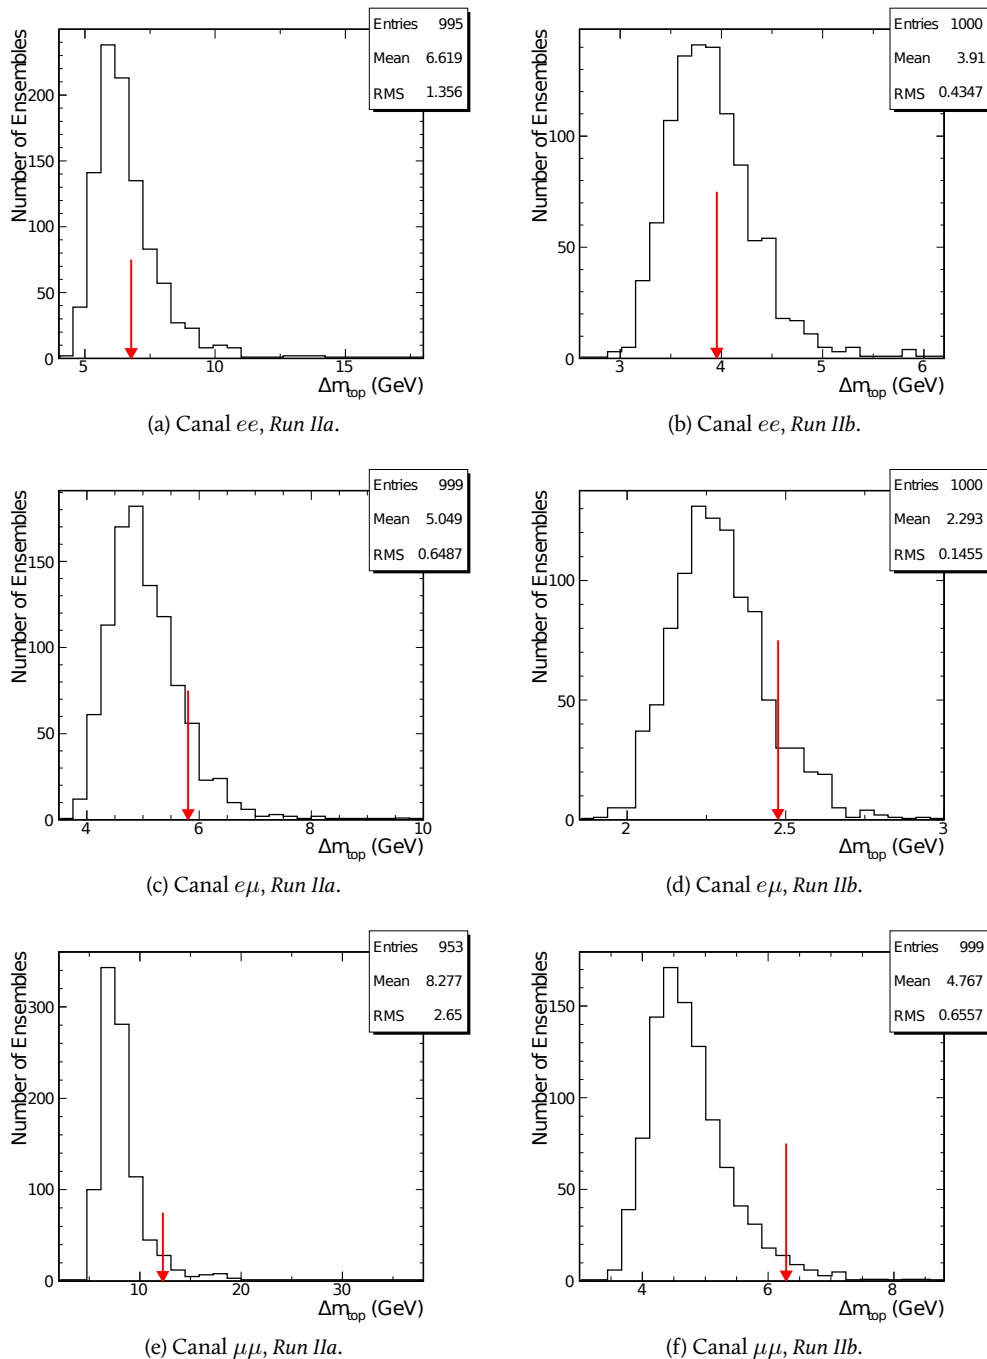 Entries 995
Mean 6.619
RMS 1.356
Number of Ensembles
200
150
100
50
0
5 10 15
Δm_top (GeV)
(a) Canal ee, Run IIa.
Entries 1000
Mean 3.91
RMS 0.4347
Number of Ensembles
100
50
0
3 4 5 6
Δm_top (GeV)
(b) Canal ee, Run IIb.
Entries 999
Mean 5.049
RMS 0.6487
Number of Ensembles
150
100
50
0
4 6 8 10
Δm_top (GeV)
(c) Canal eμ, Run IIa.
Entries 1000
Mean 2.293
RMS 0.1455
Number of Ensembles
100
50
0
2 2.5 3
Δm_top (GeV)
(d) Canal eμ, Run IIb.
Entries 953
Mean 8.277
RMS 2.65
Number of Ensembles
300
200
100
0
10 20 30
Δm_top (GeV)
(e) Canal μμ, Run IIa.
Entries 999
Mean 4.767
RMS 0.6557
Number of Ensembles
150
100
50
0
4 6 8
Δm_top (GeV)
(f) Canal μμ, Run IIb.